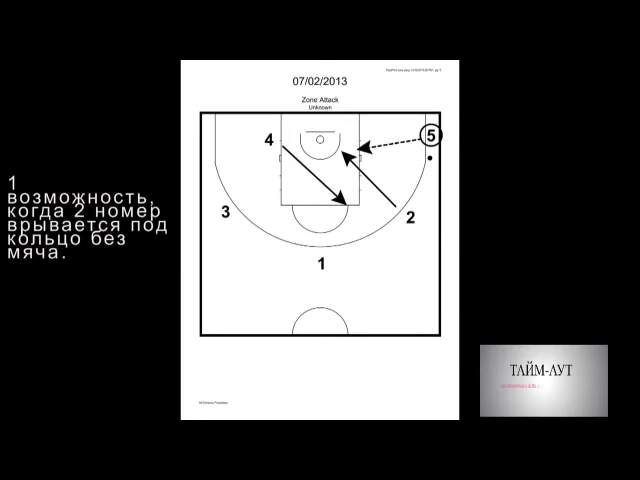 07/02/2013
Zone Attack
Unknown
4
5
3
2
1
1
возможность,
когда 2 номер
врывается под
кольцо без
мяча.
ТАЙМ-АУТ